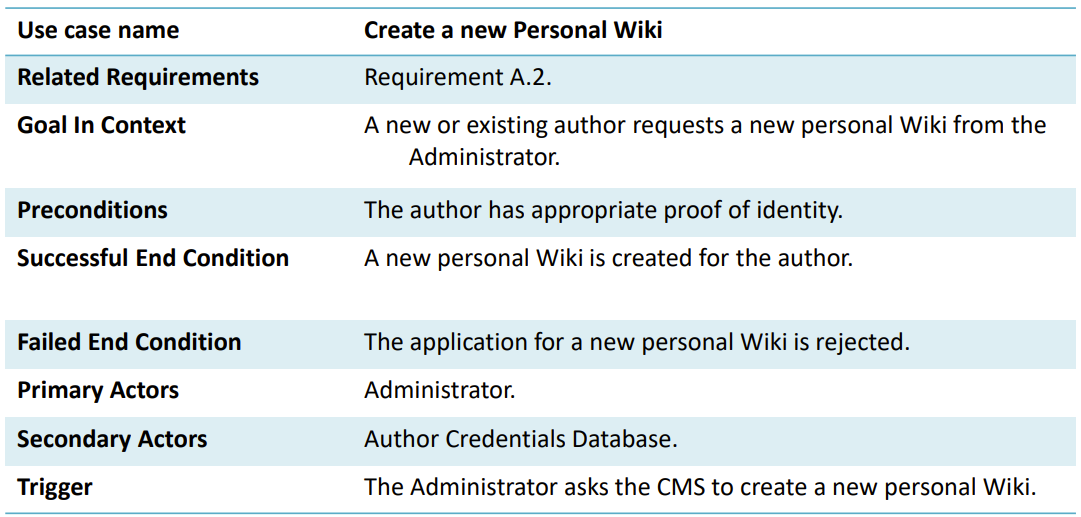 Use case name Create a new Personal Wiki
Related Requirements Requirement A.2.
Goal In Context A new or existing author requests a new personal Wiki from the
Administrator.
Preconditions The author has appropriate proof of identity.
Successful End Condition A new personal Wiki is created for the author.
Failed End Condition The application for a new personal Wiki is rejected.
Primary Actors Administrator.
Secondary Actors Author Credentials Database.
Trigger The Administrator asks the CMS to create a new personal Wiki.